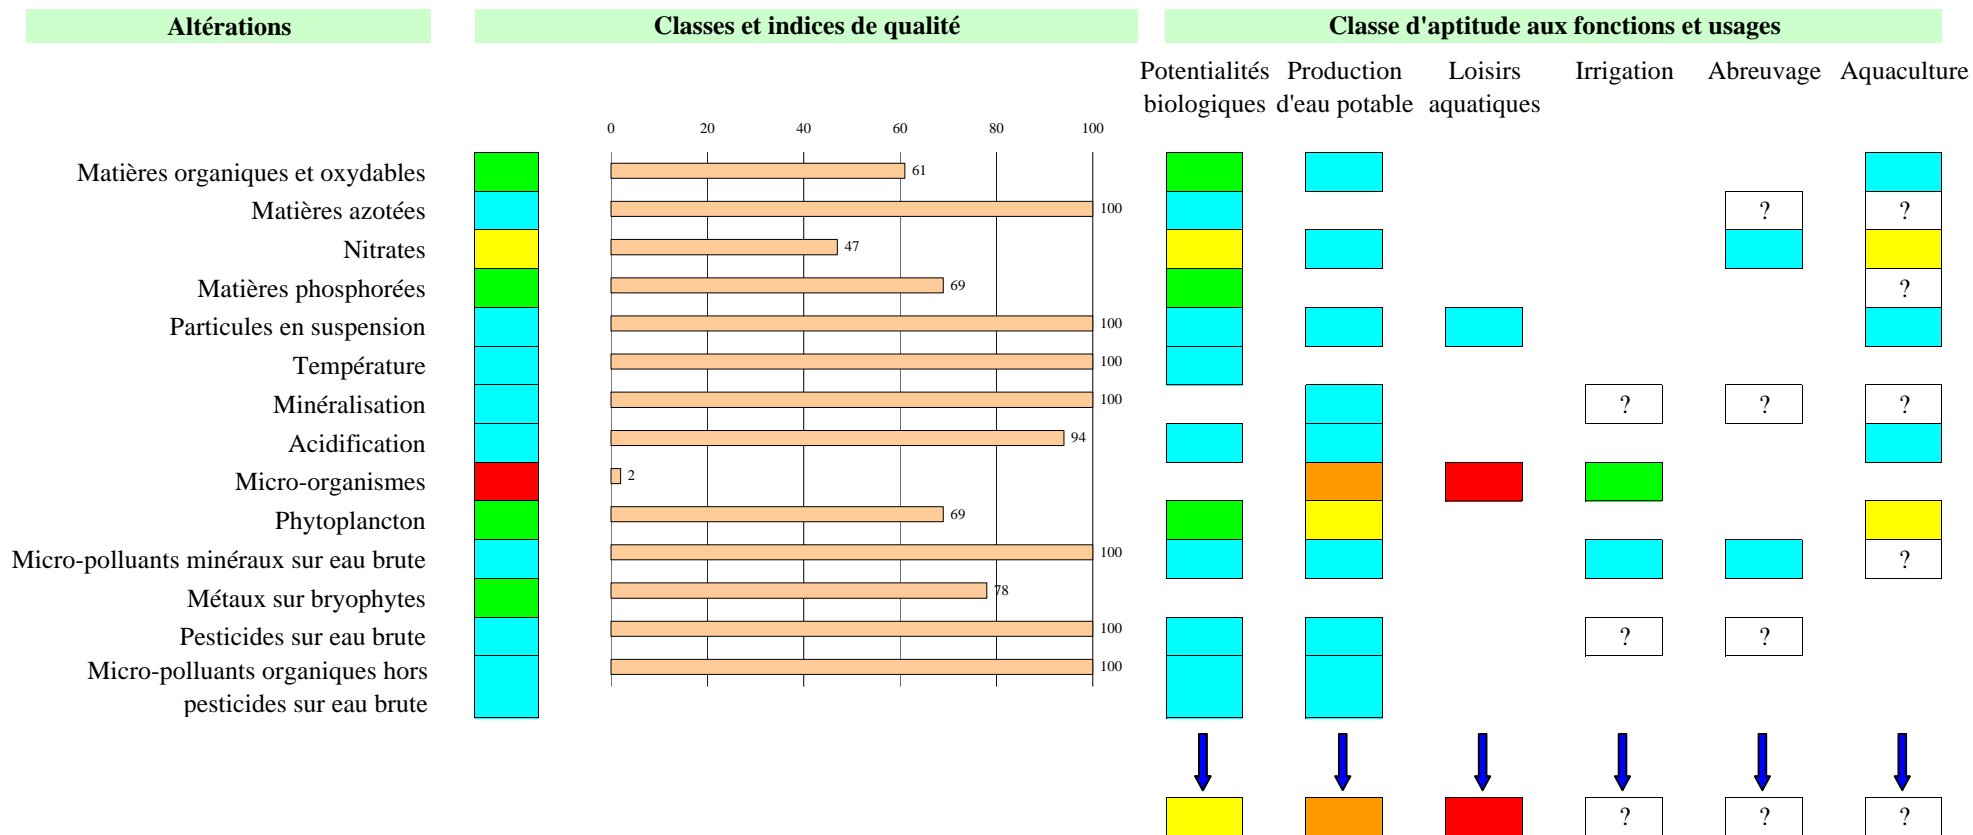 Altérations
Classes et indices de qualité
Classe d'aptitude aux fonctions et usages
Potentialités Production Loisirs Irrigation Abreuvage Aquaculture
biologiques d'eau potable aquatiques
0 20 40 60 80 100
Matières organiques et oxydables 61
Matières azotées 100 ? ?
Nitrates 47
Matières phosphorées 69 ?
Particules en suspension 100
Température 100
Minéralisation 100 ? ? ?
Acidification 94
Micro-organismes 2
Phytoplancton 69
Micro-polluants minéraux sur eau brute 100 ?
Métaux sur bryophytes 78
Pesticides sur eau brute 100 ? ?
Micro-polluants organiques hors 100
pesticides sur eau brute
? ? ?